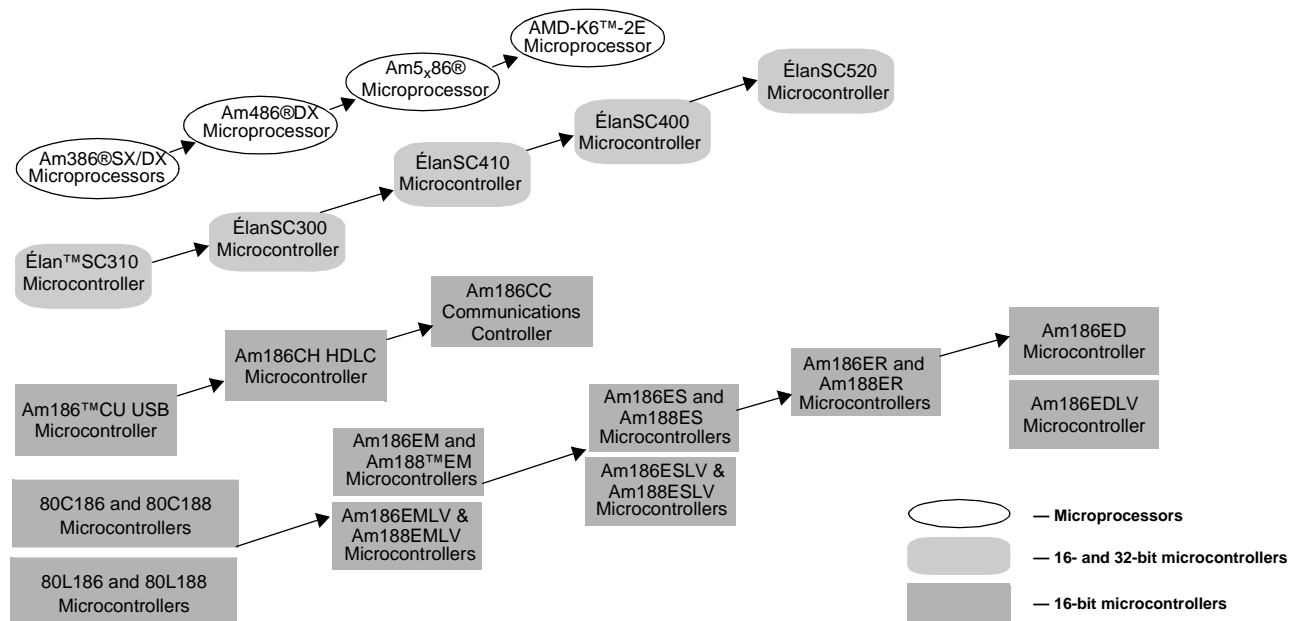 AMD-K6™-2E
Microprocessor
Am5x86®
Microprocessor
Am486®DX
Microprocessor
Am386®SX/DX
Microprocessors
ÉlanSC520
Microcontroller
ÉlanSC400
Microcontroller
ÉlanSC410
Microcontroller
ÉlanSC300
Microcontroller
Élan™SC310
Microcontroller
Am186CC
Communications
Controller
Am186CH HDLC
Microcontroller
Am186™CU USB
Microcontroller
Am186ED
Microcontroller
Am186EDLV
Microcontroller
Am186ER and
Am188ER
Microcontrollers
Am186ES and
Am188ES
Microcontrollers
Am186ESLV &
Am188ESLV
Microcontrollers
Am186EM and
Am188™EM
Microcontrollers
Am186EMLV &
Am188EMLV
Microcontrollers
80C186 and 80C188
Microcontrollers
80L186 and 80L188
Microcontrollers
— Microprocessors
— 16- and 32-bit microcontrollers
— 16-bit microcontrollers